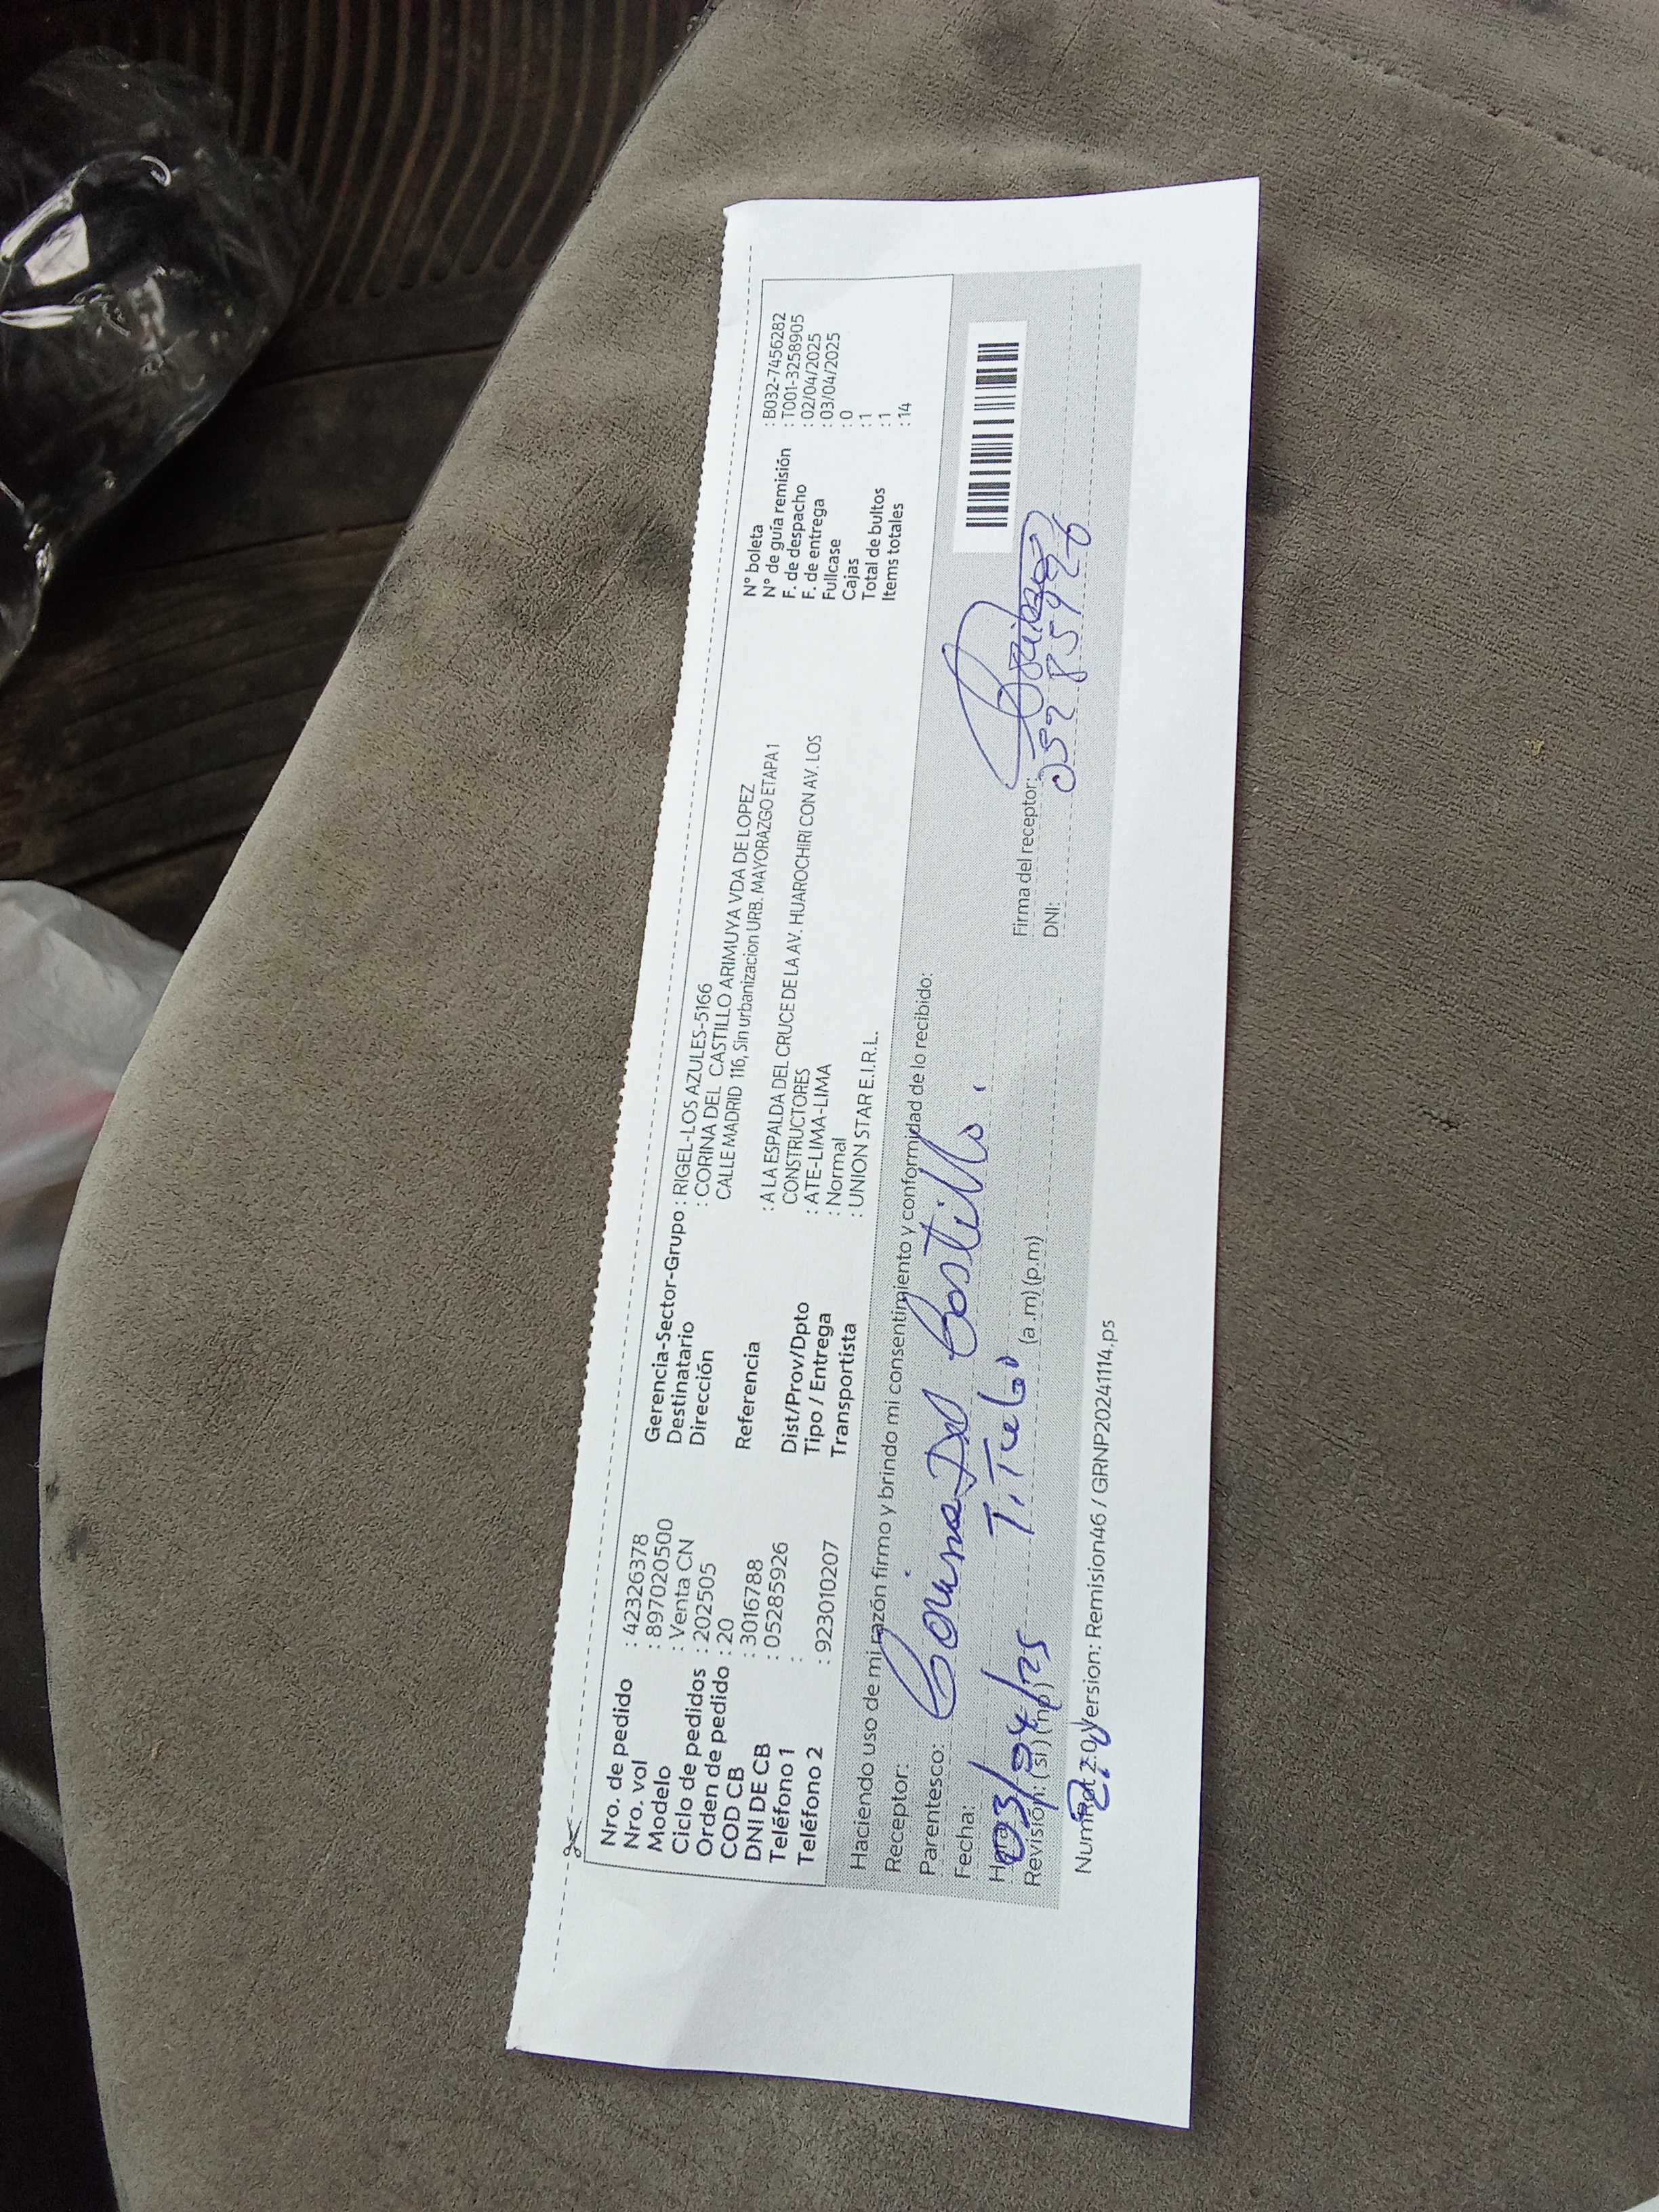 Nro. de pedido : 42326378
Nro. val : 897020500
Modelo : Venta CN
Ciclo de pedidos : 202505
Orden de pedido : 20
COD CB : 3016788
DNI DE CB : 05285926
Teléfono 1 :
Teléfono 2 : 923010207
Gerencia-Sector-Grupo : RIGEL-LOS AZULES-5166
Destinatario : CORINA DEL CASTILLO ARIMUYA VDA DE LOPEZ
Dirección CALLE MADRID 116, Sin urbanizacion URB. MAYORAZGO ETAPA 1
Referencia : A LA ESPALDA DEL CRUCE DE LA AV. HUAROCHIRI CON AV. LOS
CONSTRUCTORES
Dist/Prov/Dpto : ATE-LIMA-LIMA
Tipo / Entrega : Normal
Transportista : UNION STAR E.I.R.L.
N° boleta : B032-7456282
N° de guía remisión : T001-3258905
F. de despacho : 02/04/2025
F. de entrega : 03/04/2025
Fullcase : 0
Cajas : 1
Total de bultos : 1
Items totales : 14
Haciendo uso de mi razón firmo y brindo mi consentimiento y conformidad de lo recibido:
Receptor:
Parentesco: Corina Del Castillo.
Fecha:
03/04/25
(a.m) (p.m)
Revisión: ( si ) ( no )
Firma del receptor:
DNI: 05285926
Version: Remision46 / GRNP20241114.ps